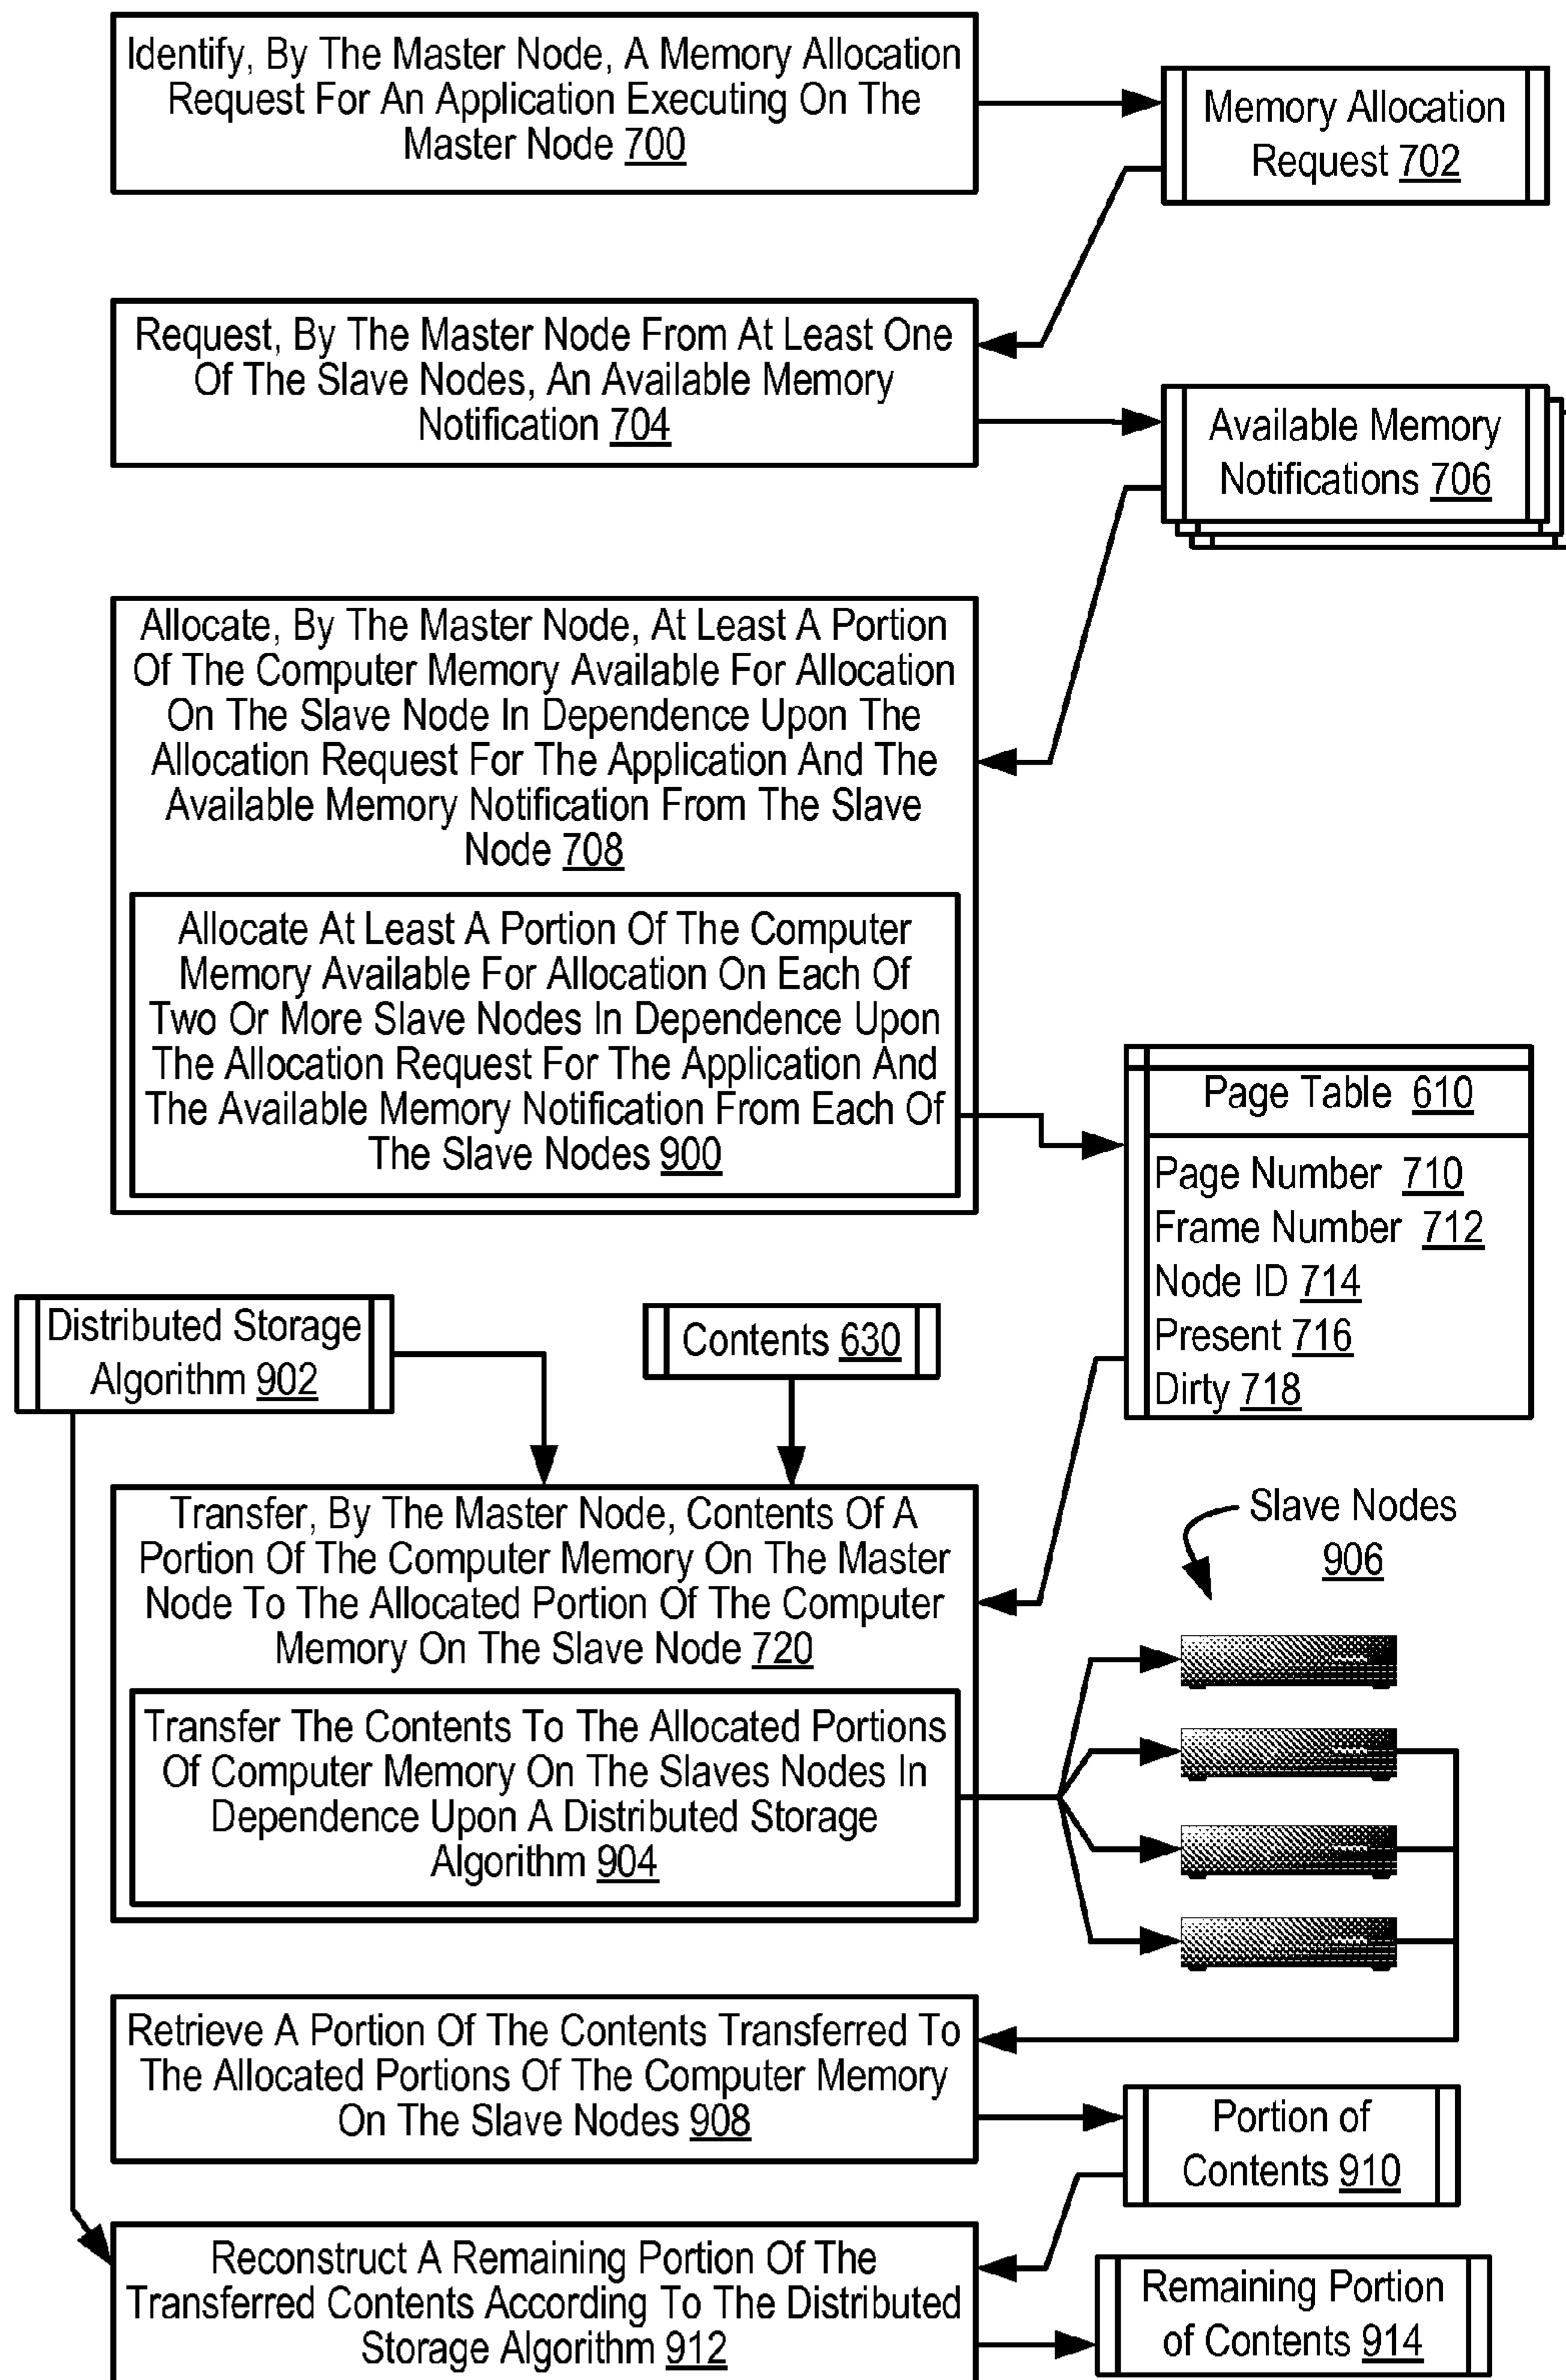 Identify, By The Master Node, A Memory Allocation
Request For An Application Executing On The
Master Node 700
Memory Allocation
Request 702
Request, By The Master Node From At Least One
Of The Slave Nodes, An Available Memory
Notification 704
Available Memory
Notifications 706
Allocate, By The Master Node, At Least A Portion
Of The Computer Memory Available For Allocation
On The Slave Node In Dependence Upon The
Allocation Request For The Application And The
Available Memory Notification From The Slave
Node 708
Allocate At Least A Portion Of The Computer
Memory Available For Allocation On Each Of
Two Or More Slave Nodes In Dependence Upon
The Allocation Request For The Application And
The Available Memory Notification From Each Of
The Slave Nodes 900
Page Table 610
Page Number 710
Frame Number 712
Node ID 714
Present 716
Dirty 718
Distributed Storage
Algorithm 902
Contents 630
Transfer, By The Master Node, Contents Of A
Portion Of The Computer Memory On The Master
Node To The Allocated Portion Of The Computer
Memory On The Slave Node 720
Slave Nodes
906
Transfer The Contents To The Allocated Portions
Of Computer Memory On The Slaves Nodes In
Dependence Upon A Distributed Storage
Algorithm 904
Retrieve A Portion Of The Contents Transferred To
The Allocated Portions Of The Computer Memory
On The Slave Nodes 908
Portion of
Contents 910
Reconstruct A Remaining Portion Of The
Transferred Contents According To The Distributed
Storage Algorithm 912
Remaining Portion
of Contents 914